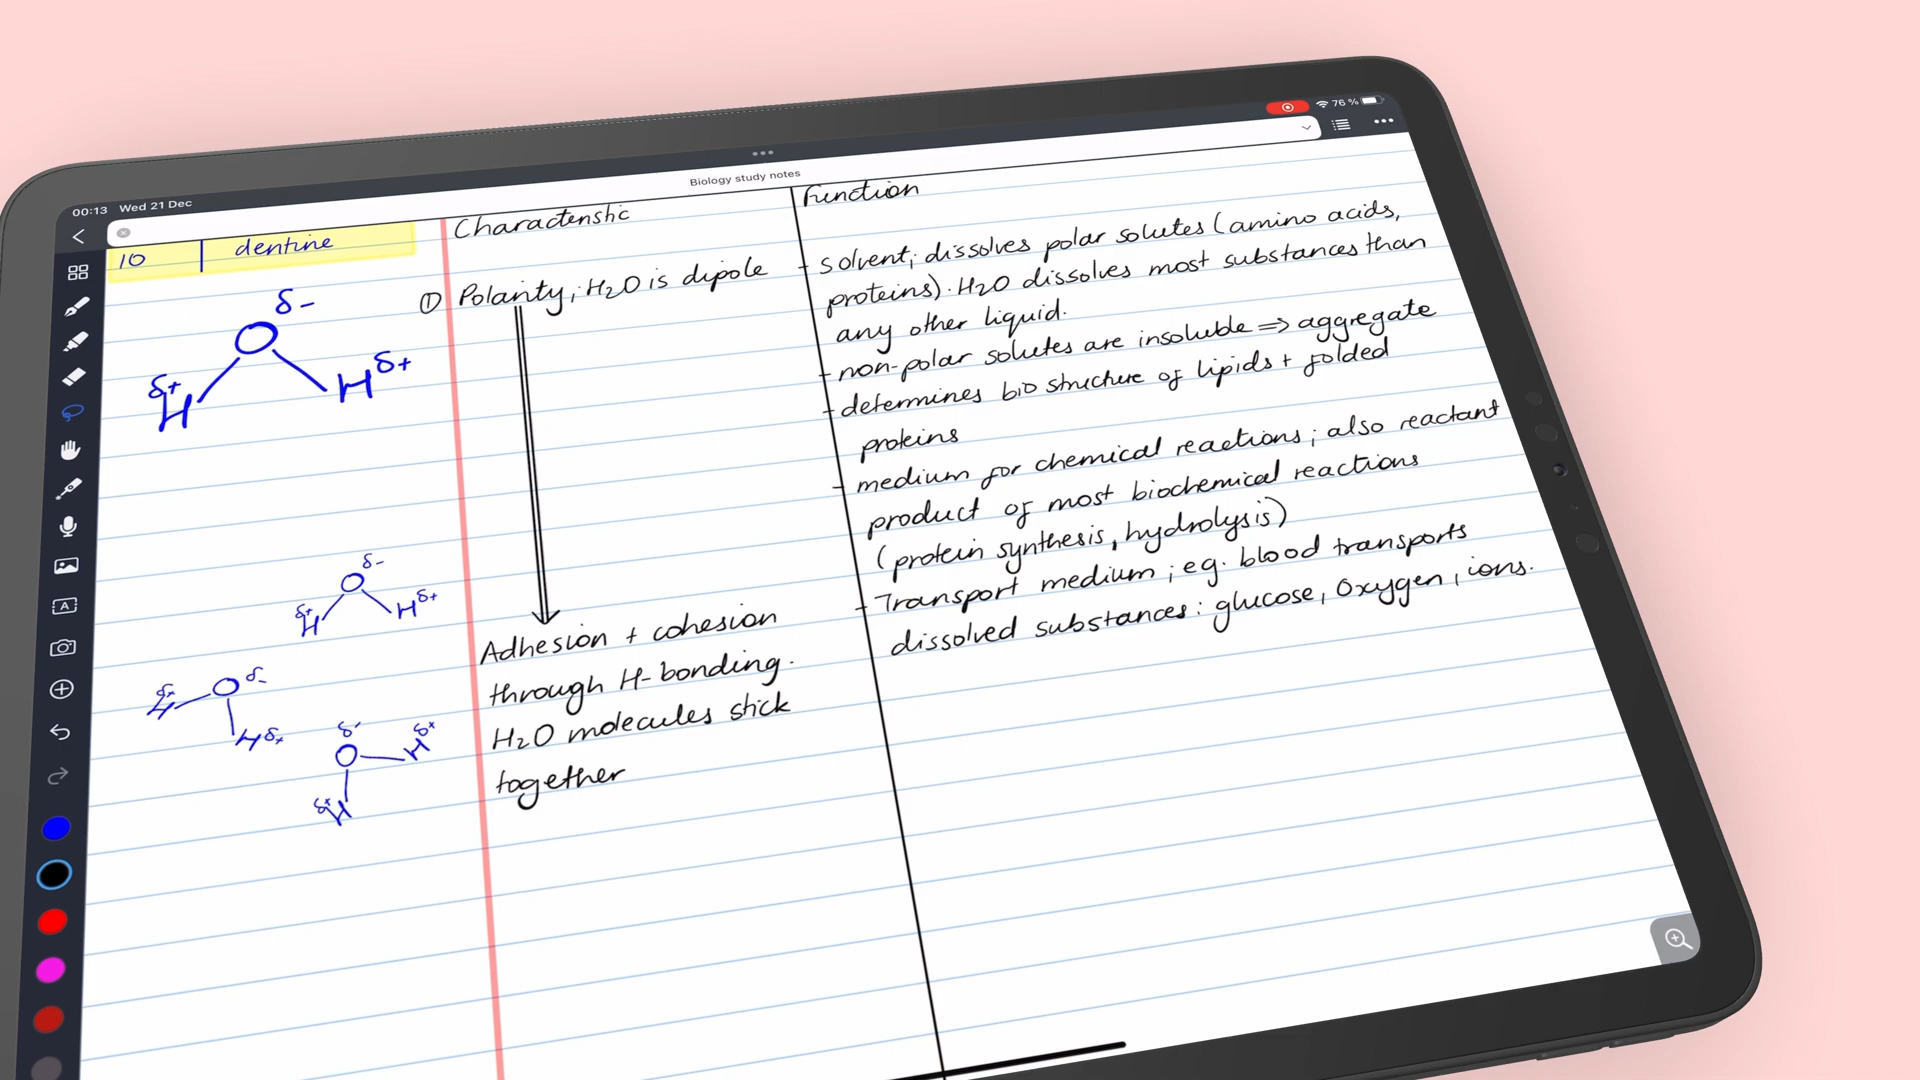 00:13 Wed 21 Dec
76 %
Biology study notes
10 dentine
Characteristic
Function
① Polarity; H₂O is dipole
Adhesion + cohesion
through H-bonding.
H₂O molecules stick
together
- solvent; dissolves polar solutes (amino acids,
proteins). H₂O dissolves most substances than
any other liquid.
- non-polar solutes are insoluble => aggregate
- determines bio structure of lipids + folded
proteins
- medium for chemical reactions; also reactant
product of most biochemical reactions
(protein synthesis, hydrolysis)
- Transport medium; eg. blood transports
dissolved substances: glucose, oxygen, ions.
δ-
O
δ+
H
H δ+
δ-
O
δ+
H
H δ+
O δ-
δ+
H
H δ+
δ-
O
H δ+
δ+
H
A